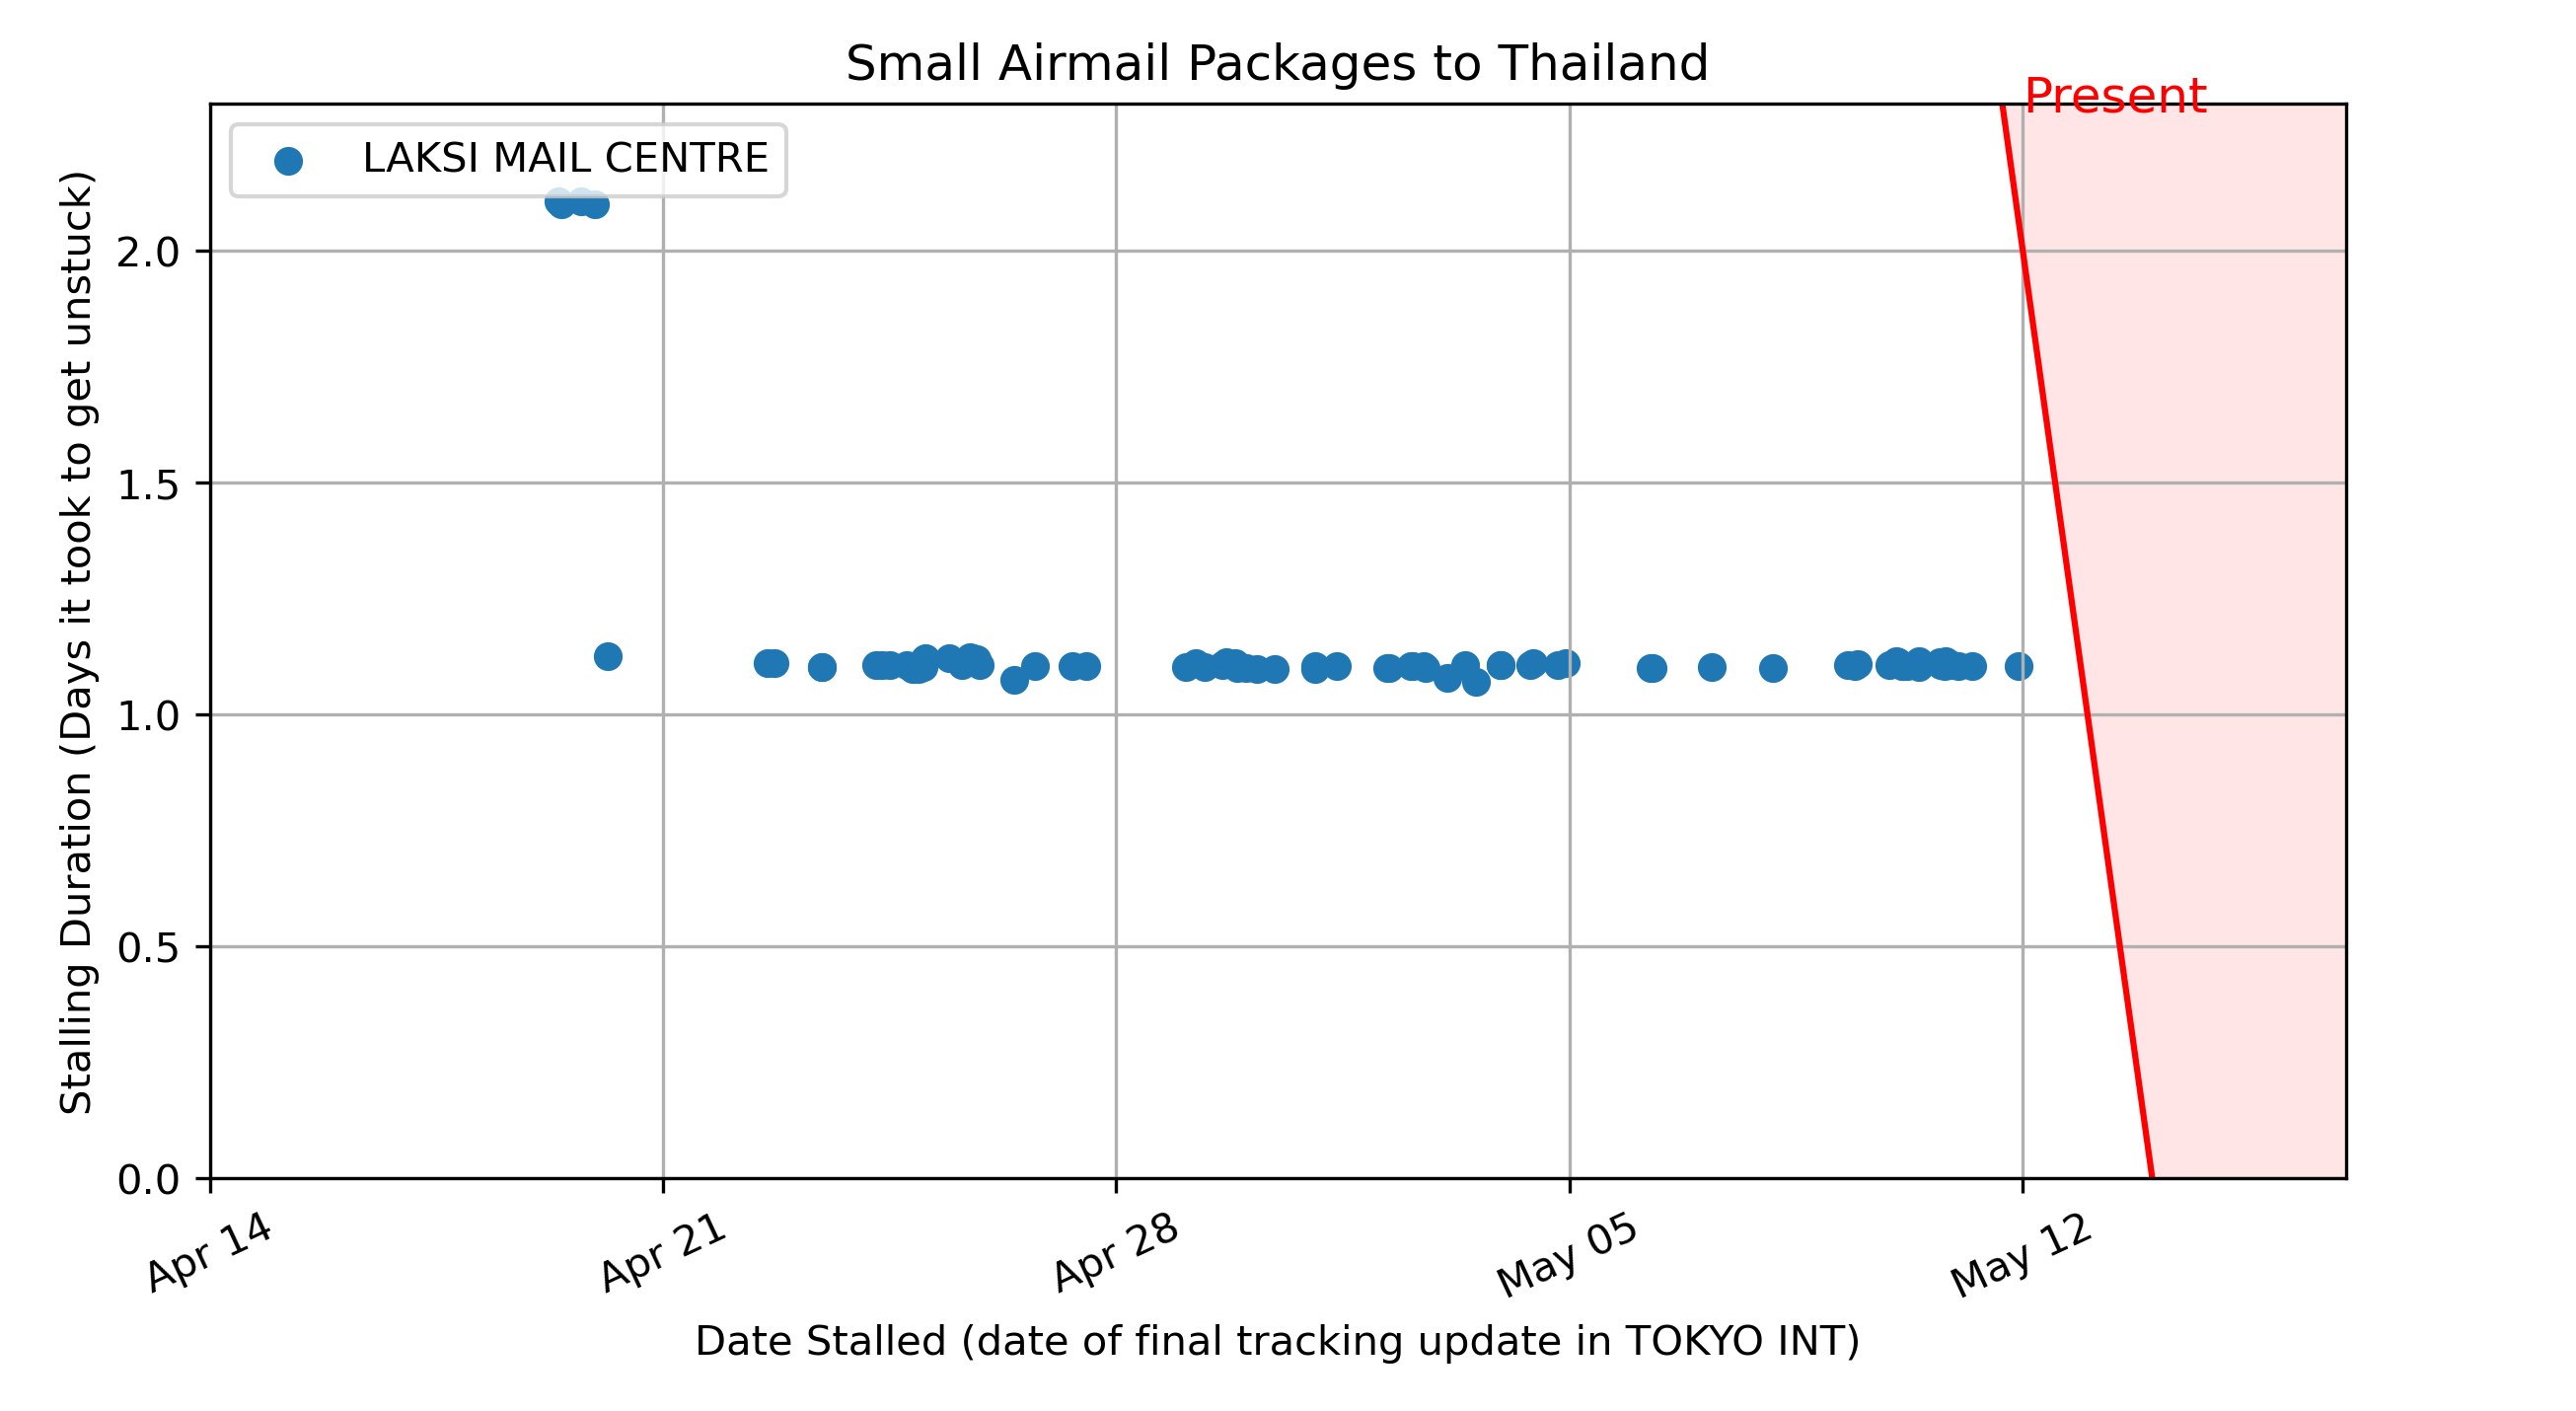 Small Airmail Packages to Thailand
Present
LAKSI MAIL CENTRE
Stalling Duration (Days it took to get unstuck)
2.0
1.5
1.0
0.5
0.0
Apr 14
Apr 21
Apr 28
May 05
May 12
Date Stalled (date of final tracking update in TOKYO INT)